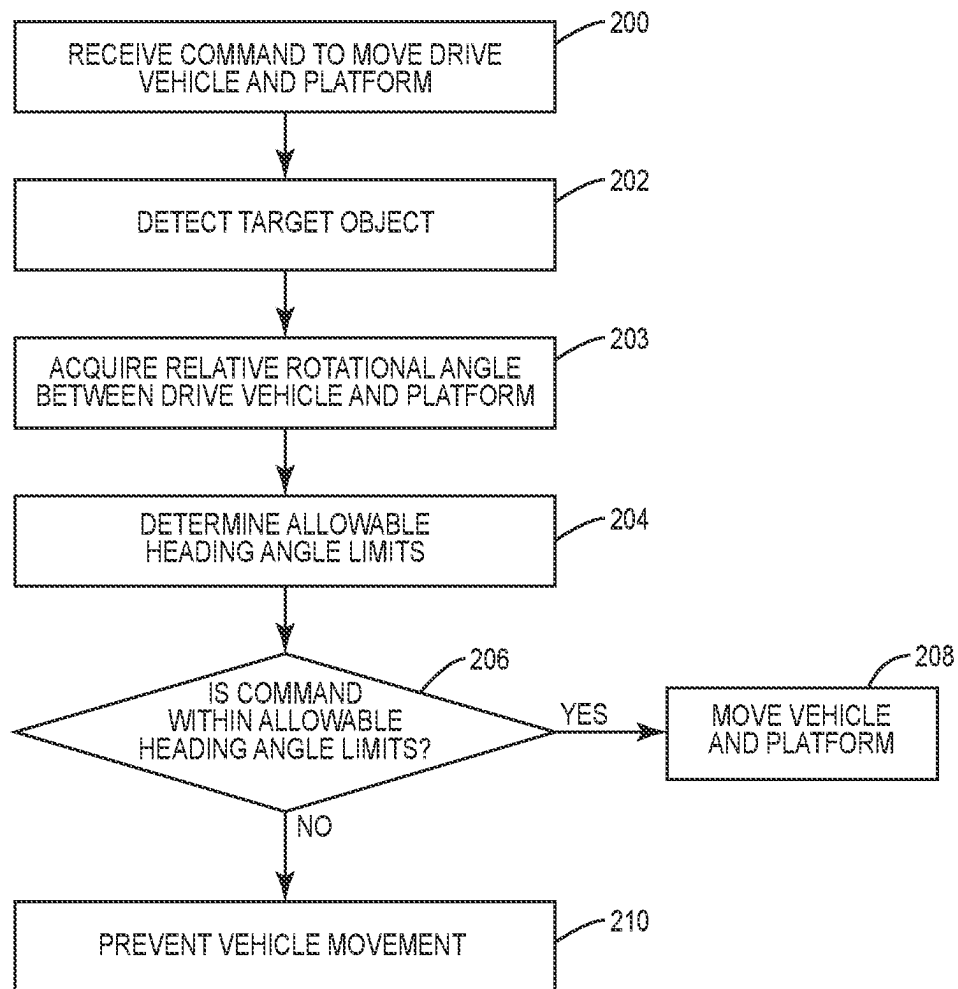 200
RECEIVE COMMAND TO MOVE DRIVE
VEHICLE AND PLATFORM
202
DETECT TARGET OBJECT
203
ACQUIRE RELATIVE ROTATIONAL ANGLE
BETWEEN DRIVE VEHICLE AND PLATFORM
204
DETERMINE ALLOWABLE
HEADING ANGLE LIMITS
206
IS COMMAND
WITHIN ALLOWABLE
HEADING ANGLE LIMITS?
YES
208
MOVE VEHICLE
AND PLATFORM
NO
210
PREVENT VEHICLE MOVEMENT